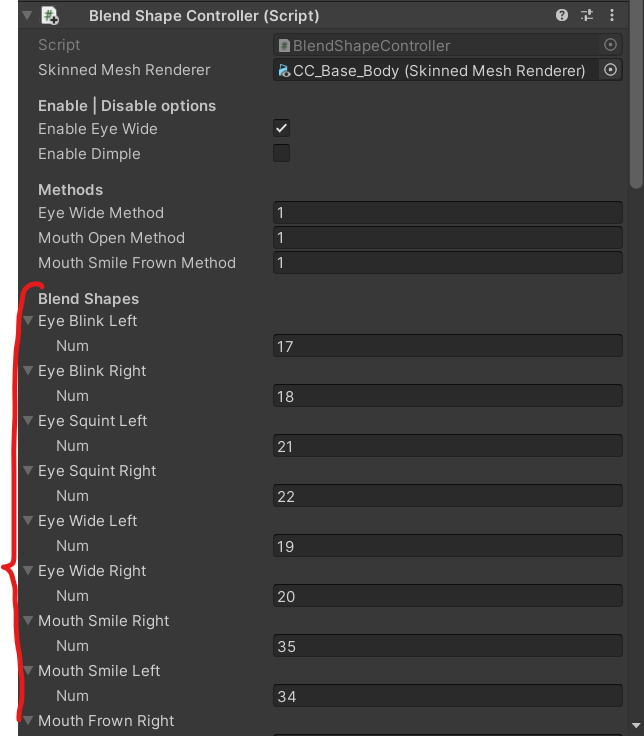 Blend Shape Controller (Script)
Script BlendShapeController
Skinned Mesh Renderer CC_Base_Body (Skinned Mesh Renderer)
Enable | Disable options
Enable Eye Wide
Enable Dimple
Methods
Eye Wide Method 1
Mouth Open Method 1
Mouth Smile Frown Method 1
Blend Shapes
Eye Blink Left
Num 17
Eye Blink Right
Num 18
Eye Squint Left
Num 21
Eye Squint Right
Num 22
Eye Wide Left
Num 19
Eye Wide Right
Num 20
Mouth Smile Right
Num 35
Mouth Smile Left
Num 34
Mouth Frown Right